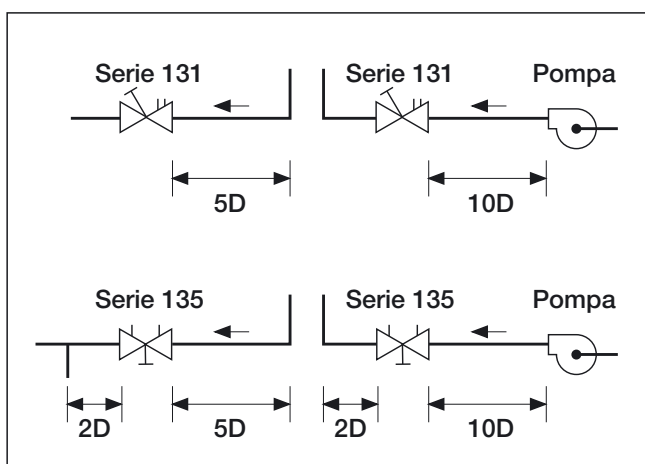 Serie 131 Serie 131 Pompa
5D 10D
Serie 135 Serie 135 Pompa
2D 5D 2D 10D